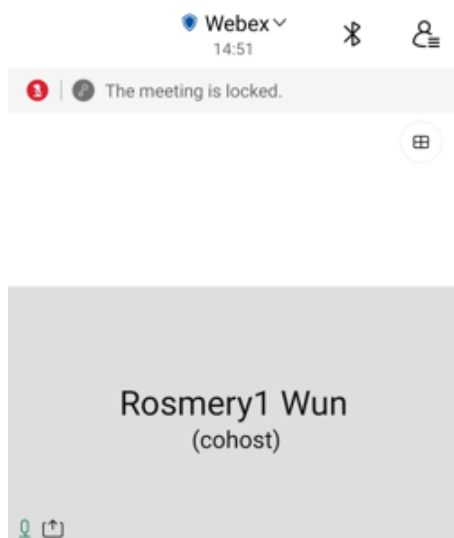 Webex
14:51
The meeting is locked.
Rosmery1 Wun
(cohost)